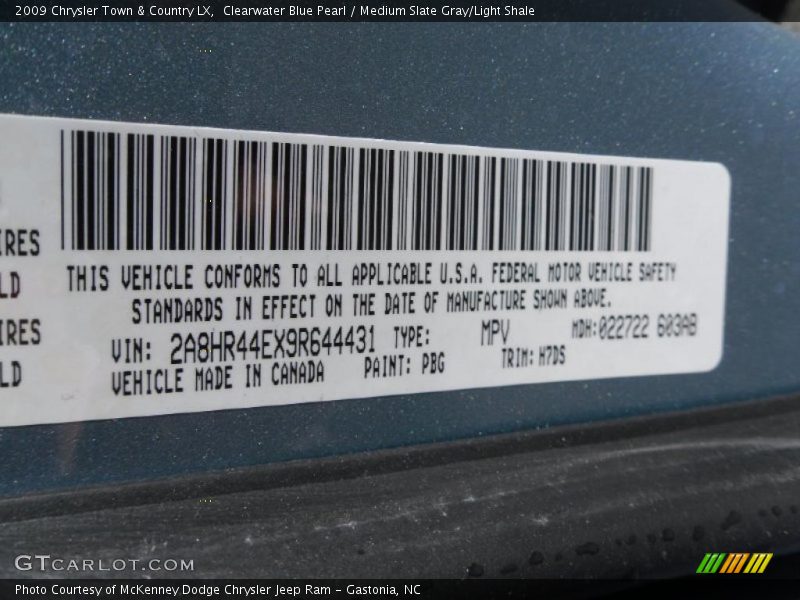 2009 Chrysler Town & Country LX, Clearwater Blue Pearl / Medium Slate Gray/Light Shale
IRES
LD
IRES
LD
THIS VEHICLE CONFORMS TO ALL APPLICABLE U.S.A. FEDERAL MOTOR VEHICLE SAFETY
STANDARDS IN EFFECT ON THE DATE OF MANUFACTURE SHOWN ABOVE.
VIN: 2A8HR44EX9R644431 TYPE: MPV MDH:022722 603AB
VEHICLE MADE IN CANADA PAINT: PBG TRIM: H7DS
GTCARLOT.COM
Photo Courtesy of McKenney Dodge Chrysler Jeep Ram - Gastonia, NC